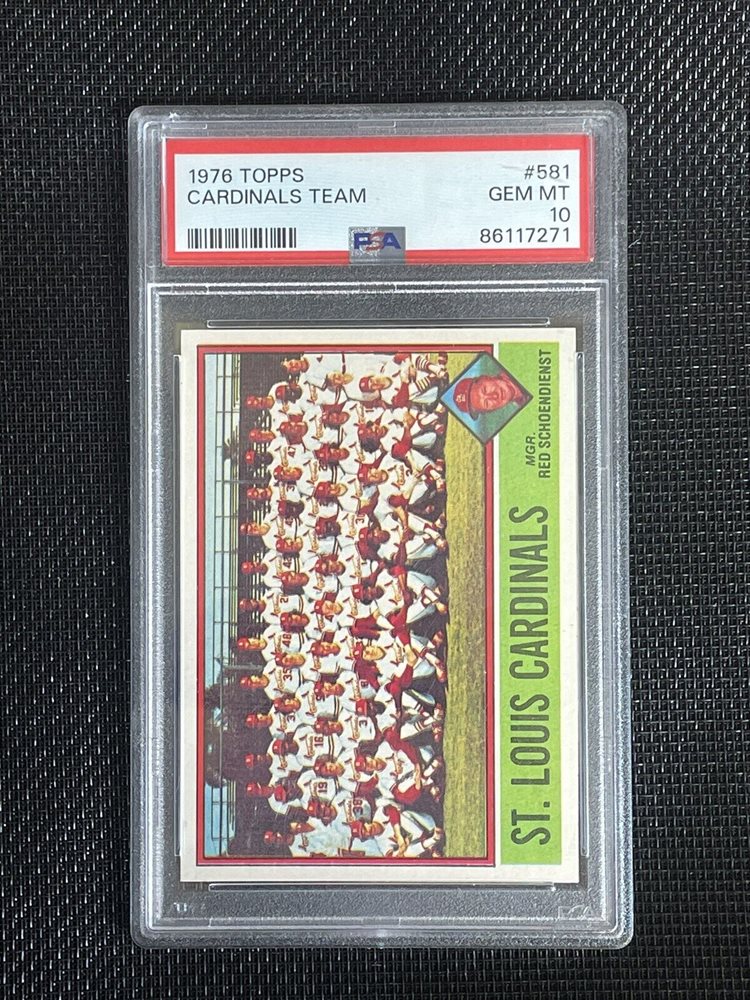 1976 TOPPS
#581
CARDINALS TEAM
GEM MT
10
PSA
86117271
MGR.
RED SCHOENDIENST
ST. LOUIS CARDINALS